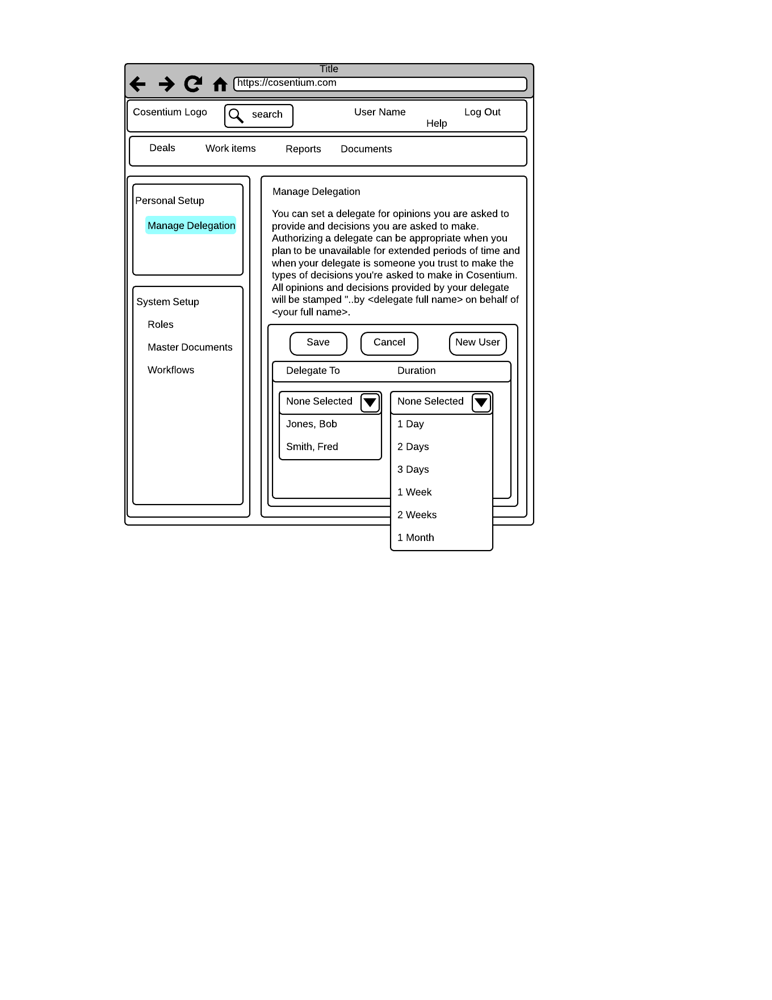 Title
https://cosentium.com
Cosentium Logo
search
User Name
Help
Log Out
Deals
Work items
Reports
Documents
Personal Setup
Manage Delegation
System Setup
Roles
Master Documents
Workflows
Manage Delegation
You can set a delegate for opinions you are asked to
provide and decisions you are asked to make.
Authorizing a delegate can be appropriate when you
plan to be unavailable for extended periods of time and
when your delegate is someone you trust to make the
types of decisions you're asked to make in Cosentium.
All opinions and decisions provided by your delegate
will be stamped "..by <delegate full name> on behalf of
<your full name>.
Save
Cancel
New User
Delegate To
Duration
None Selected
Jones, Bob
Smith, Fred
None Selected
1 Day
2 Days
3 Days
1 Week
2 Weeks
1 Month